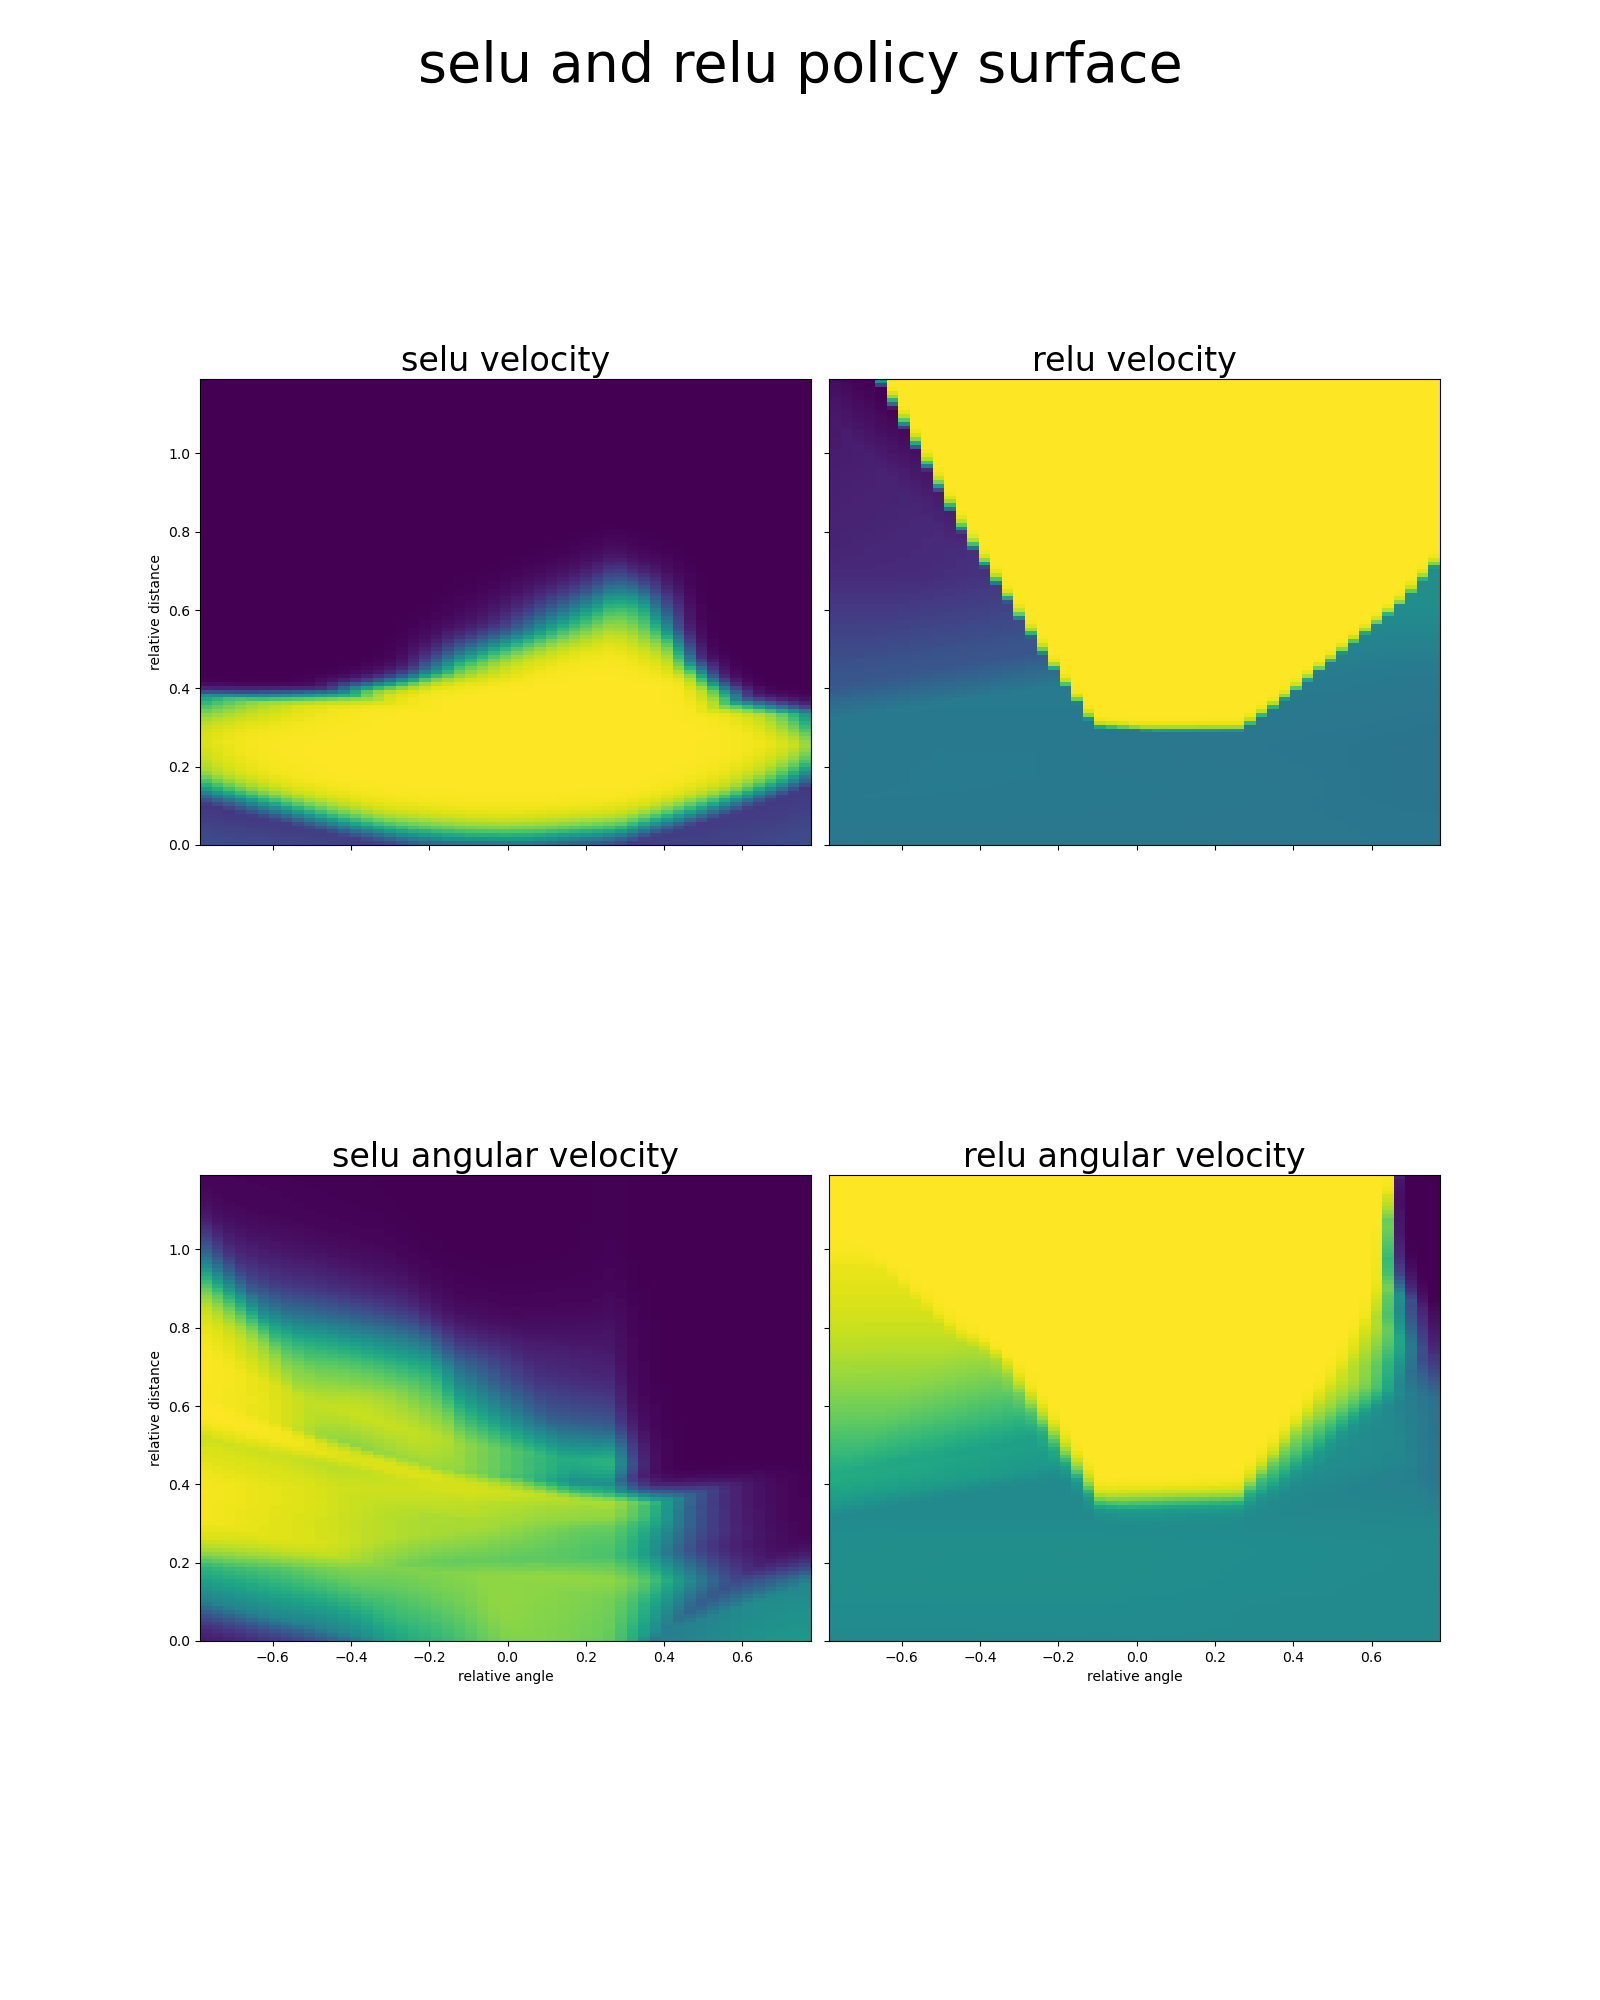 selu and relu policy surface
selu velocity
relu velocity
relative distance
1.0
0.8
0.6
0.4
0.2
0.0
selu angular velocity
relu angular velocity
relative distance
1.0
0.8
0.6
0.4
0.2
0.0
−0.6 −0.4 −0.2 0.0 0.2 0.4 0.6
relative angle
−0.6 −0.4 −0.2 0.0 0.2 0.4 0.6
relative angle